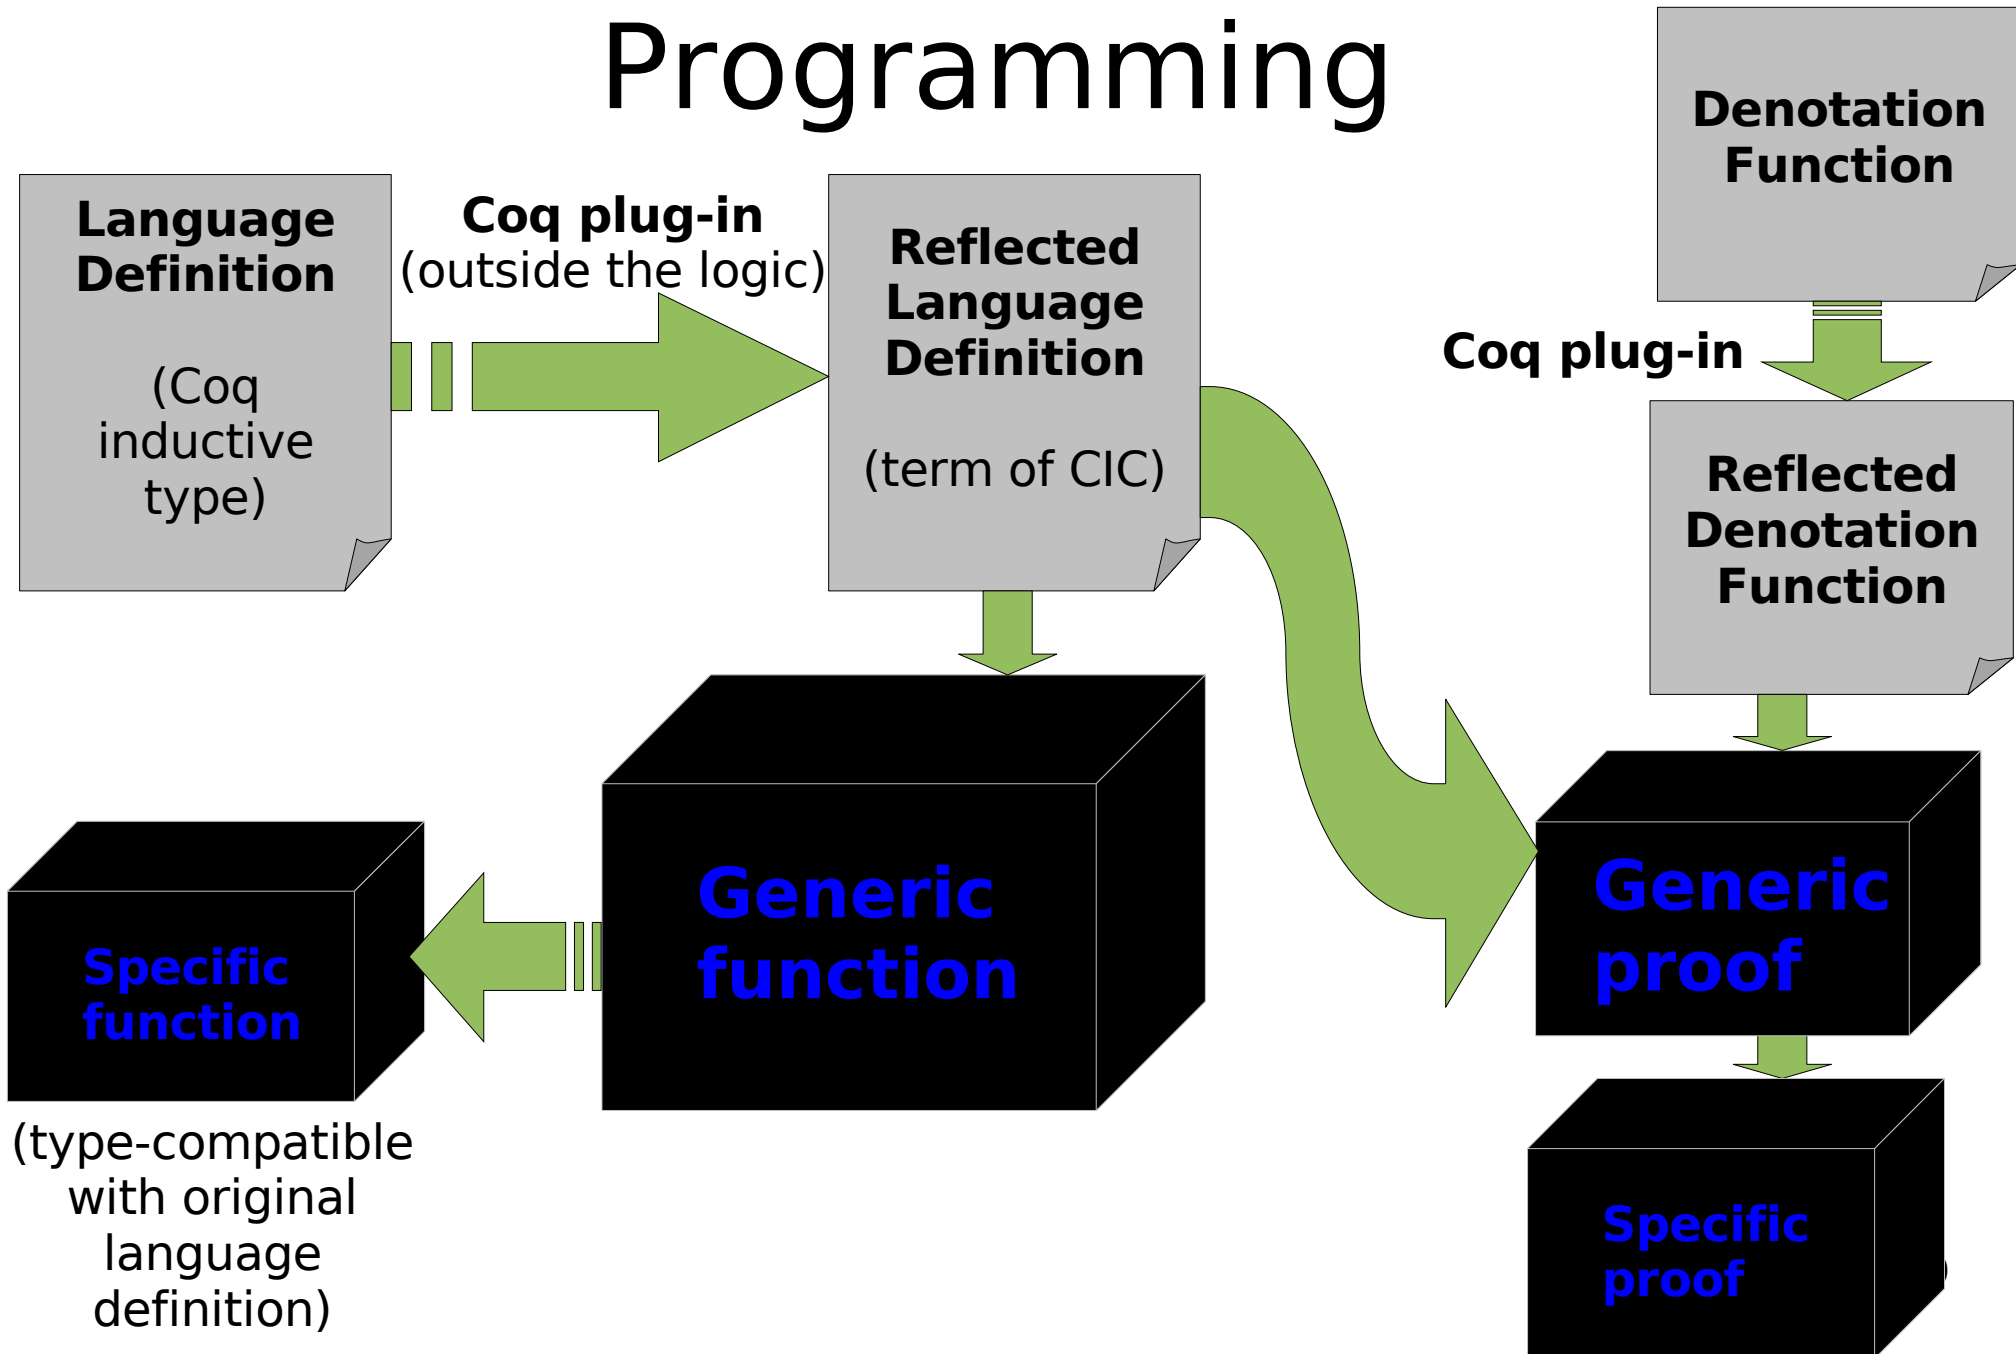 Programming
Denotation
Function
Language
Definition
(Coq
inductive
type)
Coq plug-in
(outside the logic)
Reflected
Language
Definition
(term of CIC)
Coq plug-in
Reflected
Denotation
Function
Generic
function
Generic
proof
Specific
function
(type-compatible
with original
language
definition)
Specific
proof